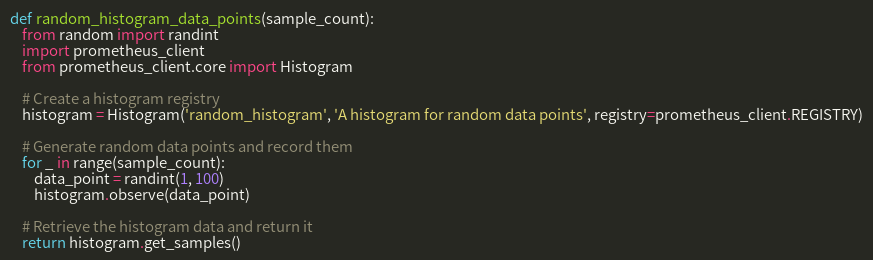 def random_histogram_data_points(sample_count):
    from random import randint
    import prometheus_client
    from prometheus_client.core import Histogram

    # Create a histogram registry
    histogram = Histogram('random_histogram', 'A histogram for random data points', registry=prometheus_client.REGISTRY)

    # Generate random data points and record them
    for _ in range(sample_count):
        data_point = randint(1, 100)
        histogram.observe(data_point)

    # Retrieve the histogram data and return it
    return histogram.get_samples()